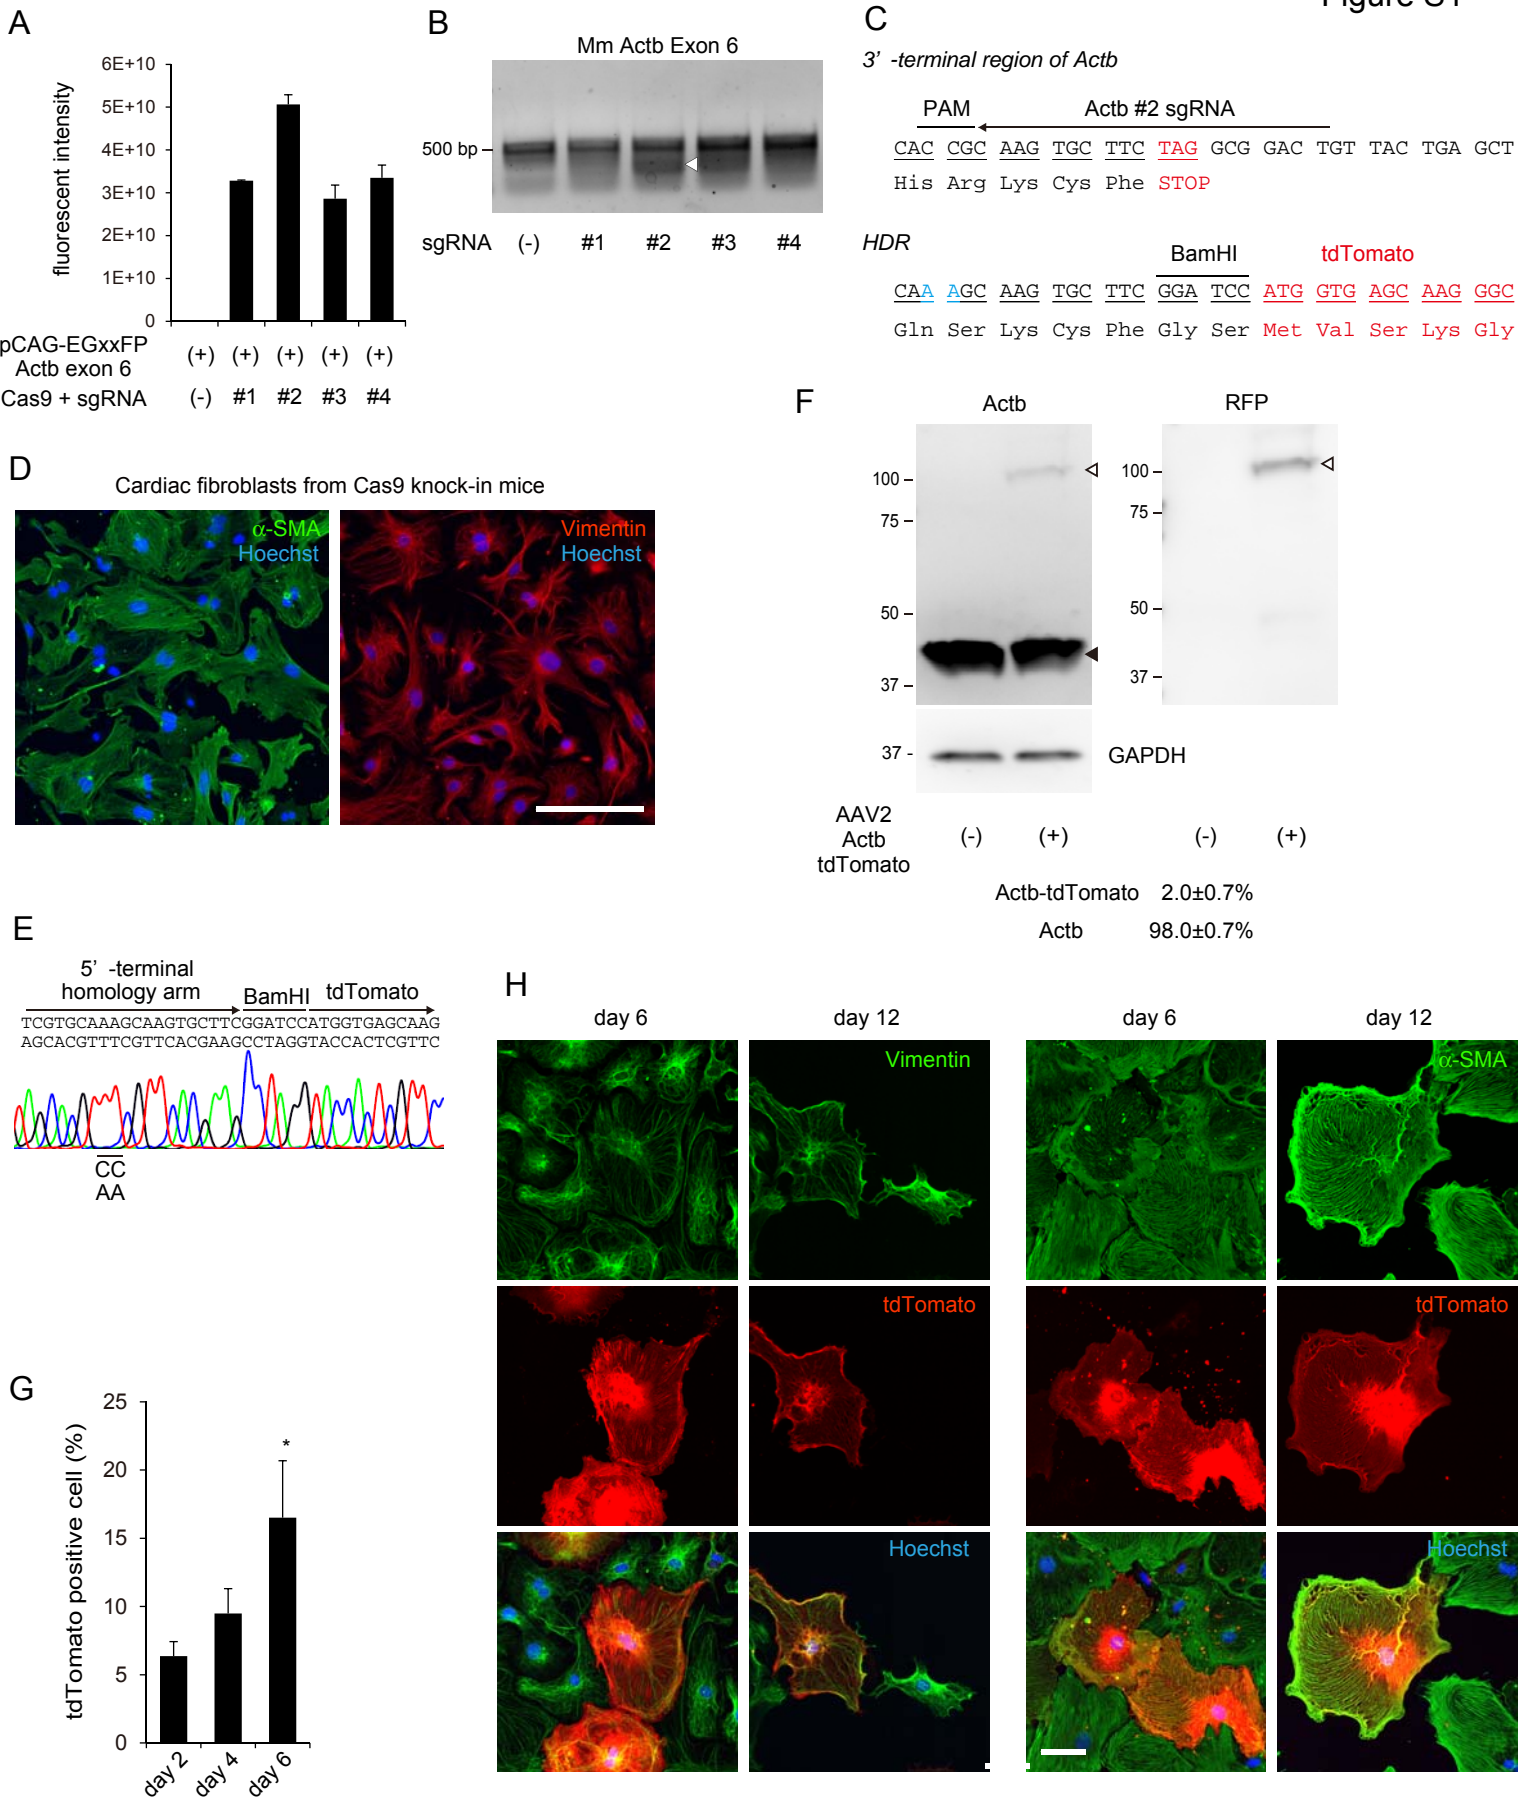 A
fluorescent intensity
6E+10
5E+10
4E+10
3E+10
2E+10
1E+10
0
pCAG-EGxxFP
Actb exon 6
(+) (+) (+) (+) (+)
Cas9 + sgRNA (-) #1 #2 #3 #4
B
Mm Actb Exon 6
500 bp
sgRNA (-) #1 #2 #3 #4
C
3' -terminal region of Actb
PAM Actb #2 sgRNA
CAC CGC AAG TGC TTC TAG GCG GAC TGT TAC TGA GCT
His Arg Lys Cys Phe STOP
HDR
BamHI tdTomato
CAA AGC AAG TGC TTC GGA TCC ATG GTG AGC AAG GGC
Gln Ser Lys Cys Phe Gly Ser Met Val Ser Lys Gly
D
Cardiac fibroblasts from Cas9 knock-in mice
α-SMA
Hoechst
Vimentin
Hoechst
E
5' -terminal
homology arm
BamHI tdTomato
TCGTGCAAAGCAAGTGCTTCGGATCCATGGTGAGCAAG
AGCACGTTTCGTTCACGAAGCCTAGGTACCACTCGTTC
CC
AA
F
Actb RFP
100
75
50
37
100
75
50
37
37 -
GAPDH
AAV2
Actb
tdTomato
(-) (+) (-) (+)
Actb-tdTomato 2.0±0.7%
Actb 98.0±0.7%
G
tdTomato positive cell (%)
25
20
15
10
5
0
*
day 2 day 4 day 6
H
day 6 day 12 day 6 day 12
Vimentin α-SMA
tdTomato tdTomato
Hoechst Hoechst